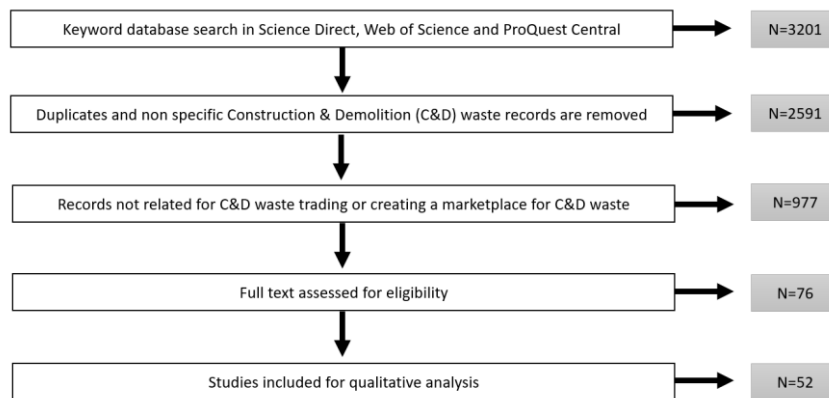 Keyword database search in Science Direct, Web of Science and ProQuest Central
N=3201
Duplicates and non specific Construction & Demolition (C&D) waste records are removed
N=2591
Records not related for C&D waste trading or creating a marketplace for C&D waste
N=977
Full text assessed for eligibility
N=76
Studies included for qualitative analysis
N=52